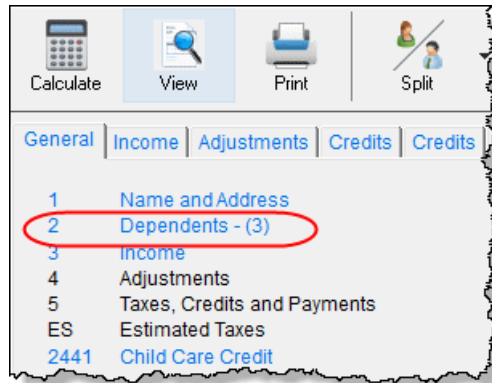 Calculate View Print Split
General Income Adjustments Credits Credits
1 Name and Address
2 Dependents - (3)
3 Income
4 Adjustments
5 Taxes, Credits and Payments
ES Estimated Taxes
2441 Child Care Credit